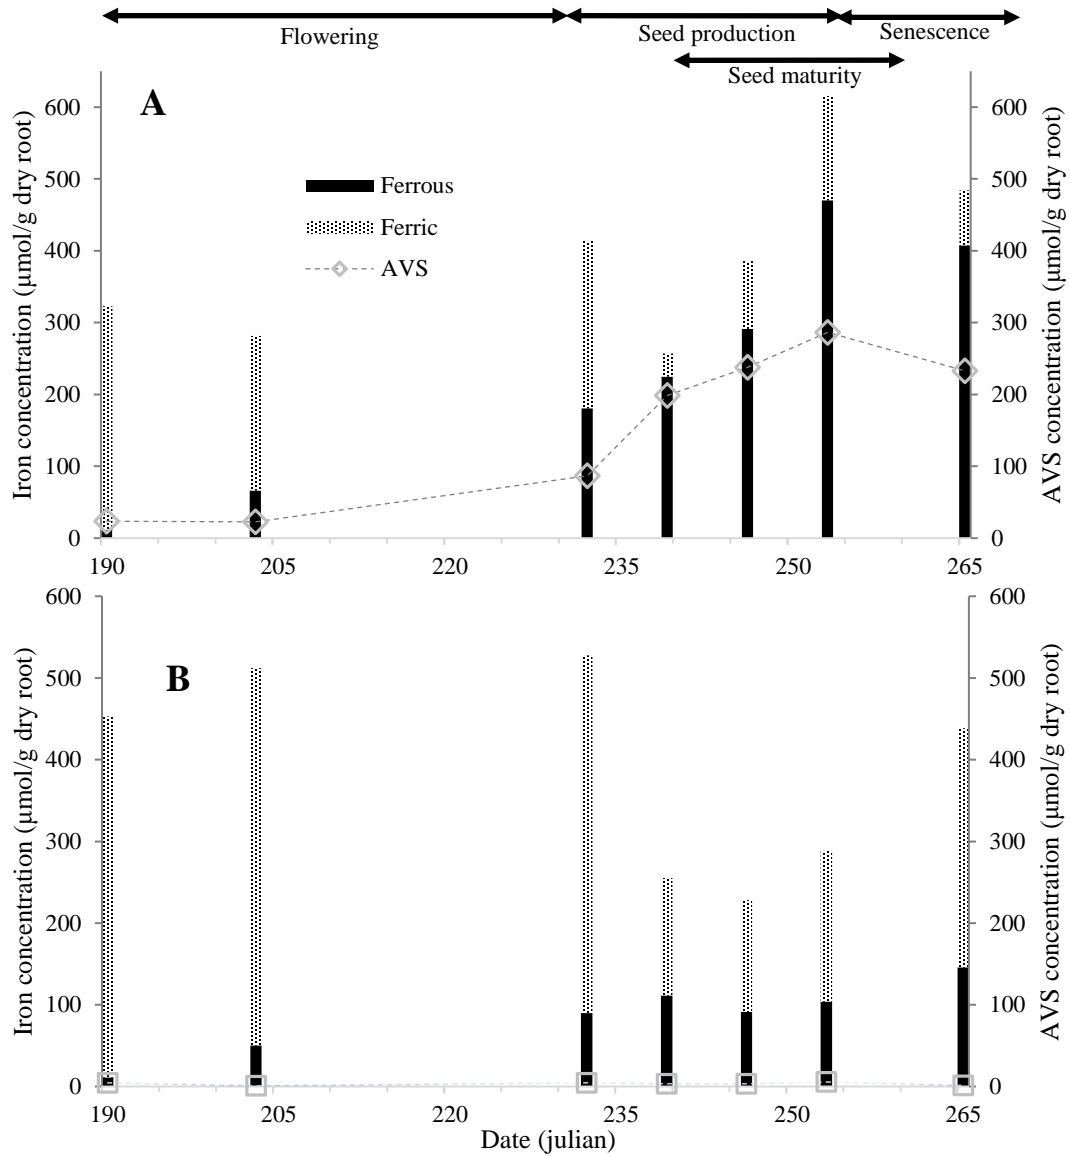 Flowering
Seed production
Senescence
Seed maturity
A
Iron concentration (µmol/g dry root)
AVS concentration (µmol/g dry root)
600
500
400
300
200
100
0
600
500
400
300
200
100
0
Ferrous
Ferric
AVS
190
205
220
235
250
265
B
Iron concentration (µmol/g dry root)
AVS concentration (µmol/g dry root)
600
500
400
300
200
100
0
600
500
400
300
200
100
0
190
205
220
235
250
265
Date (julian)